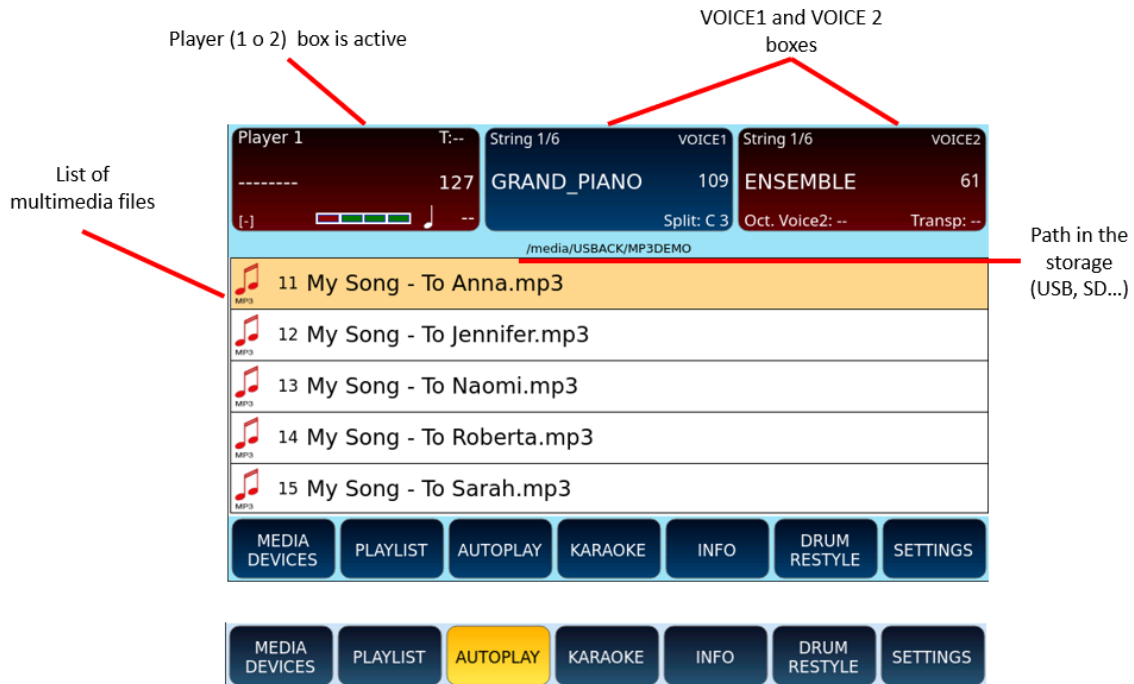 VOICE1 and VOICE 2
boxes
Player (1 o 2)  box is active
List of
multimedia files
Player 1 T:--
-------- 127
[-] --
String 1/6 VOICE1
GRAND_PIANO 109
Split: C 3
String 1/6 VOICE2
ENSEMBLE 61
Oct. Voice2: -- Transp: --
/media/USBACK/MP3DEMO
Path in the
storage
(USB, SD...)
MP3 11 My Song - To Anna.mp3
MP3 12 My Song - To Jennifer.mp3
MP3 13 My Song - To Naomi.mp3
MP3 14 My Song - To Roberta.mp3
MP3 15 My Song - To Sarah.mp3
MEDIA
DEVICES
PLAYLIST
AUTOPLAY
KARAOKE
INFO
DRUM
RESTYLE
SETTINGS
MEDIA
DEVICES
PLAYLIST
AUTOPLAY
KARAOKE
INFO
DRUM
RESTYLE
SETTINGS